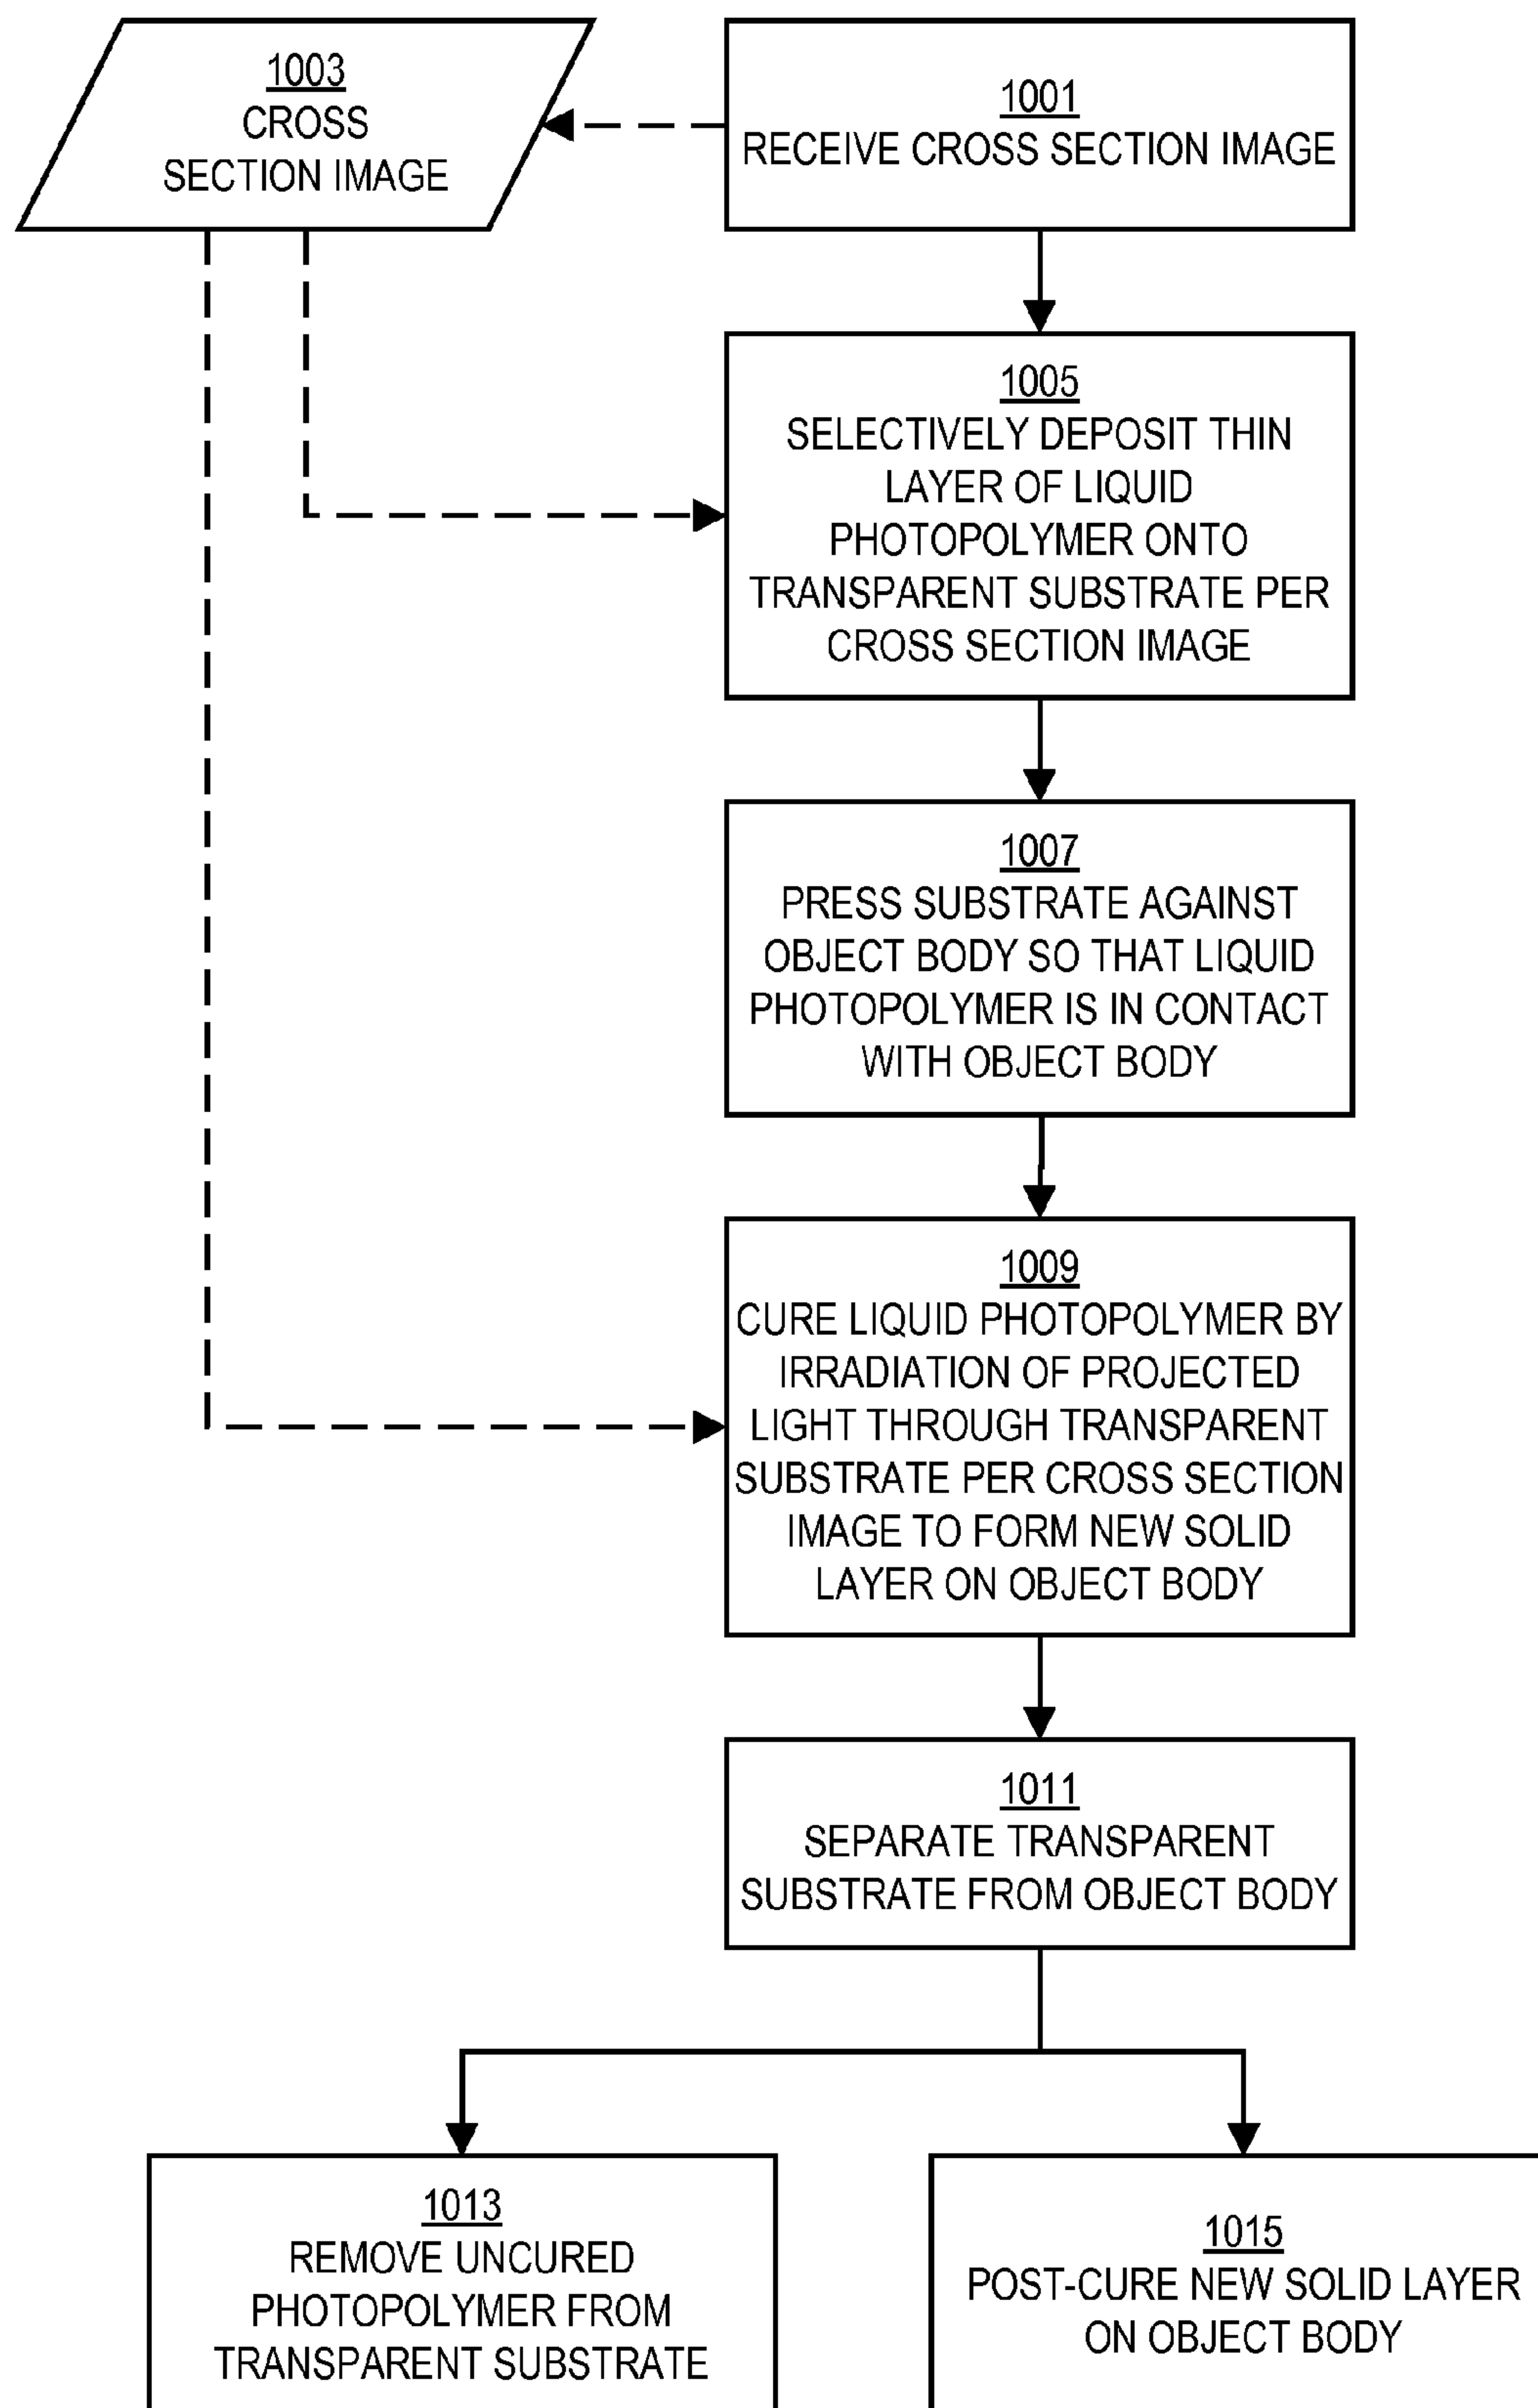 1003
CROSS
SECTION IMAGE
1001
RECEIVE CROSS SECTION IMAGE
1005
SELECTIVELY DEPOSIT THIN
LAYER OF LIQUID
PHOTOPOLYMER ONTO
TRANSPARENT SUBSTRATE PER
CROSS SECTION IMAGE
1007
PRESS SUBSTRATE AGAINST
OBJECT BODY SO THAT LIQUID
PHOTOPOLYMER IS IN CONTACT
WITH OBJECT BODY
1009
CURE LIQUID PHOTOPOLYMER BY
IRRADIATION OF PROJECTED
LIGHT THROUGH TRANSPARENT
SUBSTRATE PER CROSS SECTION
IMAGE TO FORM NEW SOLID
LAYER ON OBJECT BODY
1011
SEPARATE TRANSPARENT
SUBSTRATE FROM OBJECT BODY
1013
REMOVE UNCURED
PHOTOPOLYMER FROM
TRANSPARENT SUBSTRATE
1015
POST-CURE NEW SOLID LAYER
ON OBJECT BODY